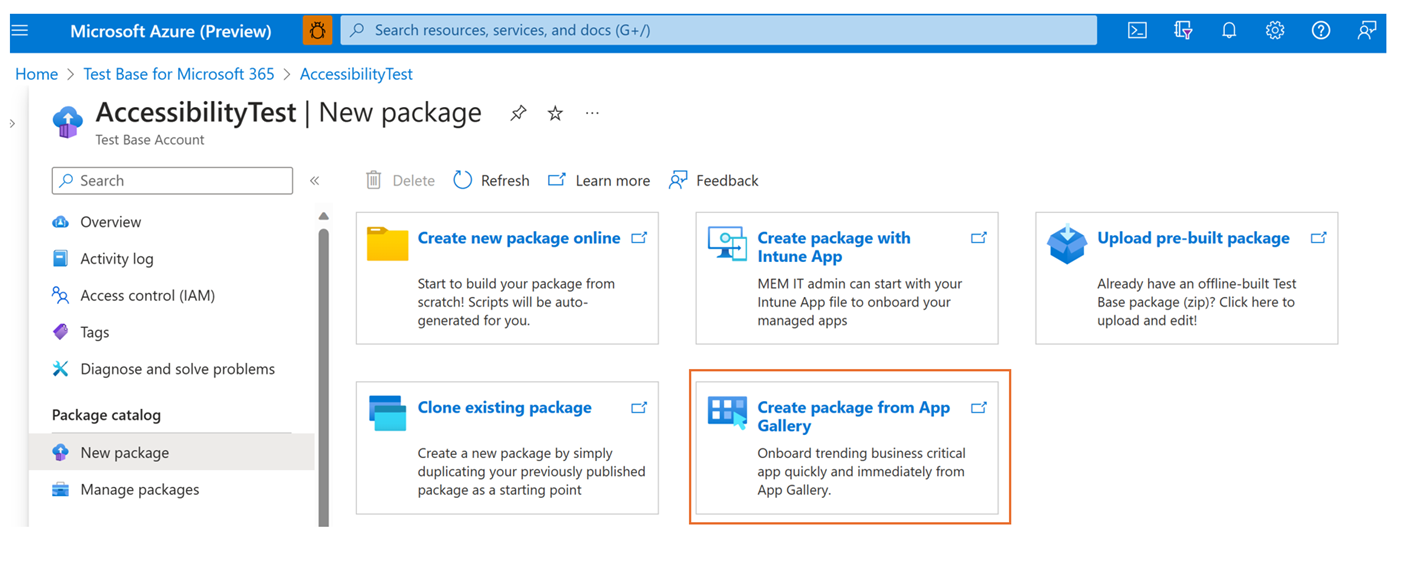 Microsoft Azure (Preview)
Search resources, services, and docs (G+/)
Home > Test Base for Microsoft 365 > AccessibilityTest
AccessibilityTest | New package
Test Base Account
Search
Overview
Activity log
Access control (IAM)
Tags
Diagnose and solve problems
Package catalog
New package
Manage packages
Delete
Refresh
Learn more
Feedback
Create new package online
Start to build your package from
scratch! Scripts will be auto-
generated for you.
Create package with
Intune App
MEM IT admin can start with your
Intune App file to onboard your
managed apps
Upload pre-built package
Already have an offline-built Test
Base package (zip)? Click here to
upload and edit!
Clone existing package
Create a new package by simply
duplicating your previously published
package as a starting point
Create package from App
Gallery
Onboard trending business critical
app quickly and immediately from
App Gallery.